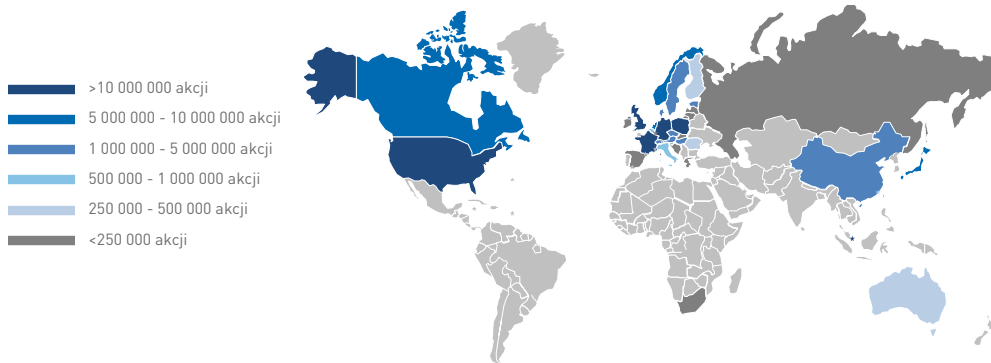 >10 000 000 akcji
5 000 000 - 10 000 000 akcji
1 000 000 - 5 000 000 akcji
500 000 - 1 000 000 akcji
250 000 - 500 000 akcji
<250 000 akcji